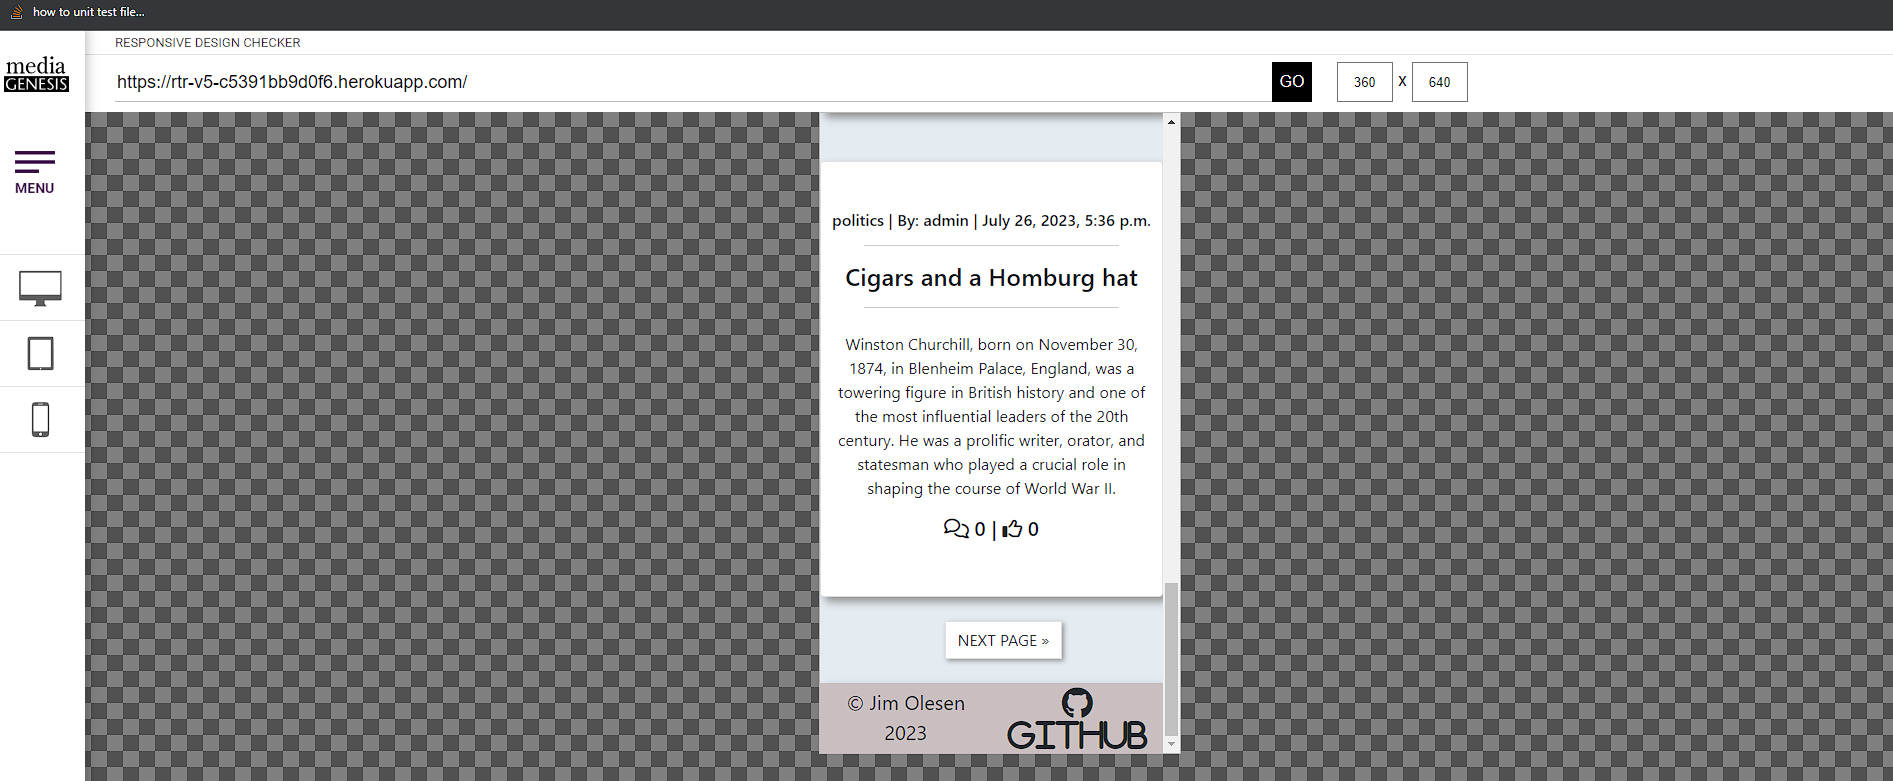 how to unit test file...
RESPONSIVE DESIGN CHECKER
media
GENESIS
https://rtr-v5-c5391bb9d0f6.herokuapp.com/
GO
360 X 640
MENU
politics | By: admin | July 26, 2023, 5:36 p.m.
Cigars and a Homburg hat
Winston Churchill, born on November 30,
1874, in Blenheim Palace, England, was a
towering figure in British history and one of
the most influential leaders of the 20th
century. He was a prolific writer, orator, and
statesman who played a crucial role in
shaping the course of World War II.
0 | 0
NEXT PAGE »
© Jim Olesen
2023
GITHUB